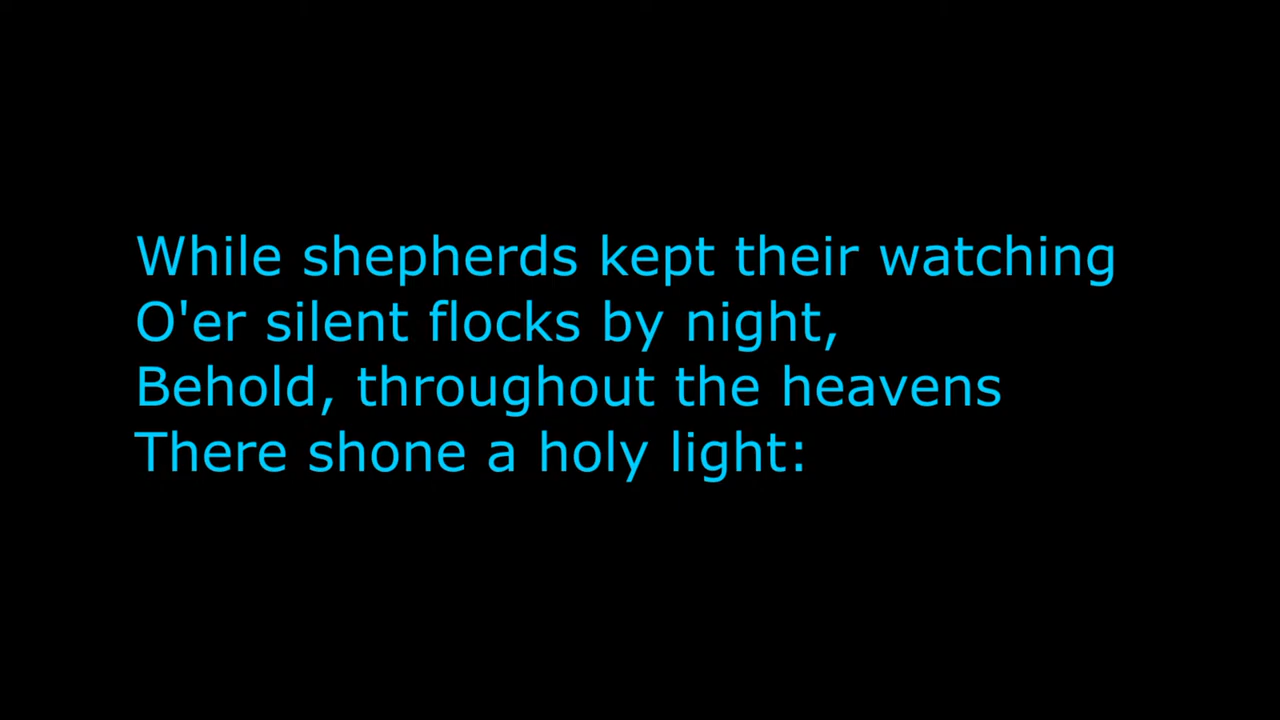 While shepherds kept their watching
O'er silent flocks by night,
Behold, throughout the heavens
There shone a holy light: